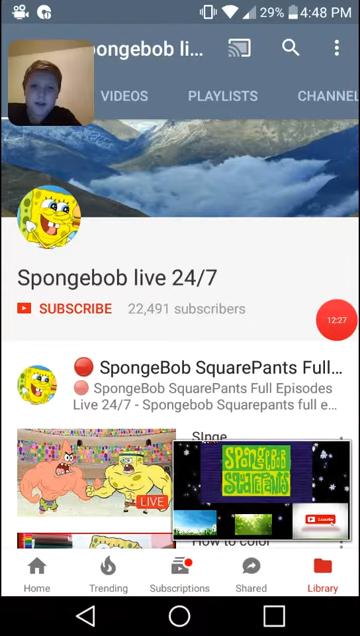 29% 4:48 PM
pongebob li...
VIDEOS PLAYLISTS CHANNEL
Spongebob live 24/7
SUBSCRIBE 22,491 subscribers
12:27
SpongeBob SquarePants Full...
SpongeBob SquarePants Full Episodes
Live 24/7 - Spongebob Squarepants full e...
LIVE
SpongeBob
SquarePants
Subscribe
How to color
Home Trending Subscriptions Shared Library